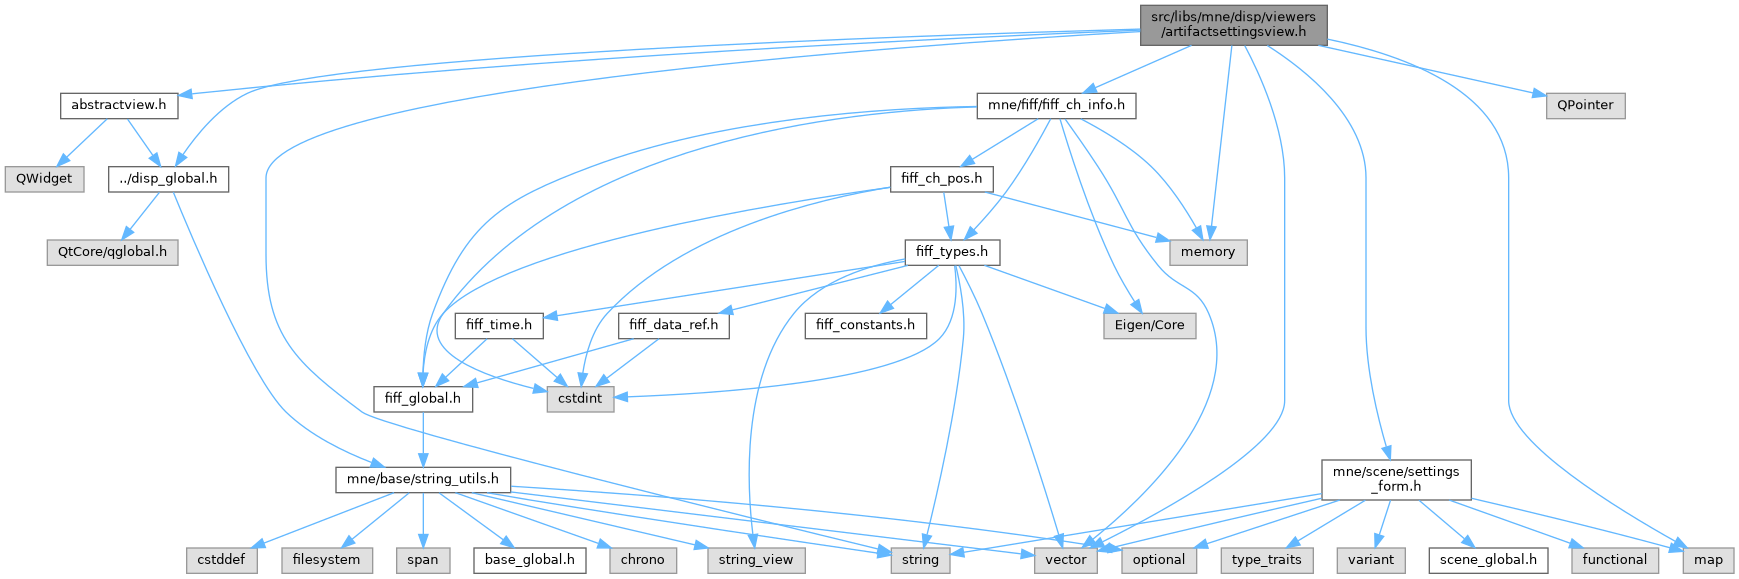 src/libs/mne/disp/viewers
/artifactsettingsview.h
abstractview.h
mne/fiff/fiff_ch_info.h
QPointer
QWidget
../disp_global.h
fiff_ch_pos.h
QtCore/qglobal.h
fiff_types.h
memory
fiff_time.h
fiff_data_ref.h
fiff_constants.h
Eigen/Core
fiff_global.h
cstdint
mne/base/string_utils.h
mne/scene/settings
_form.h
cstddef
filesystem
span
base_global.h
chrono
string_view
string
vector
optional
type_traits
variant
scene_global.h
functional
map